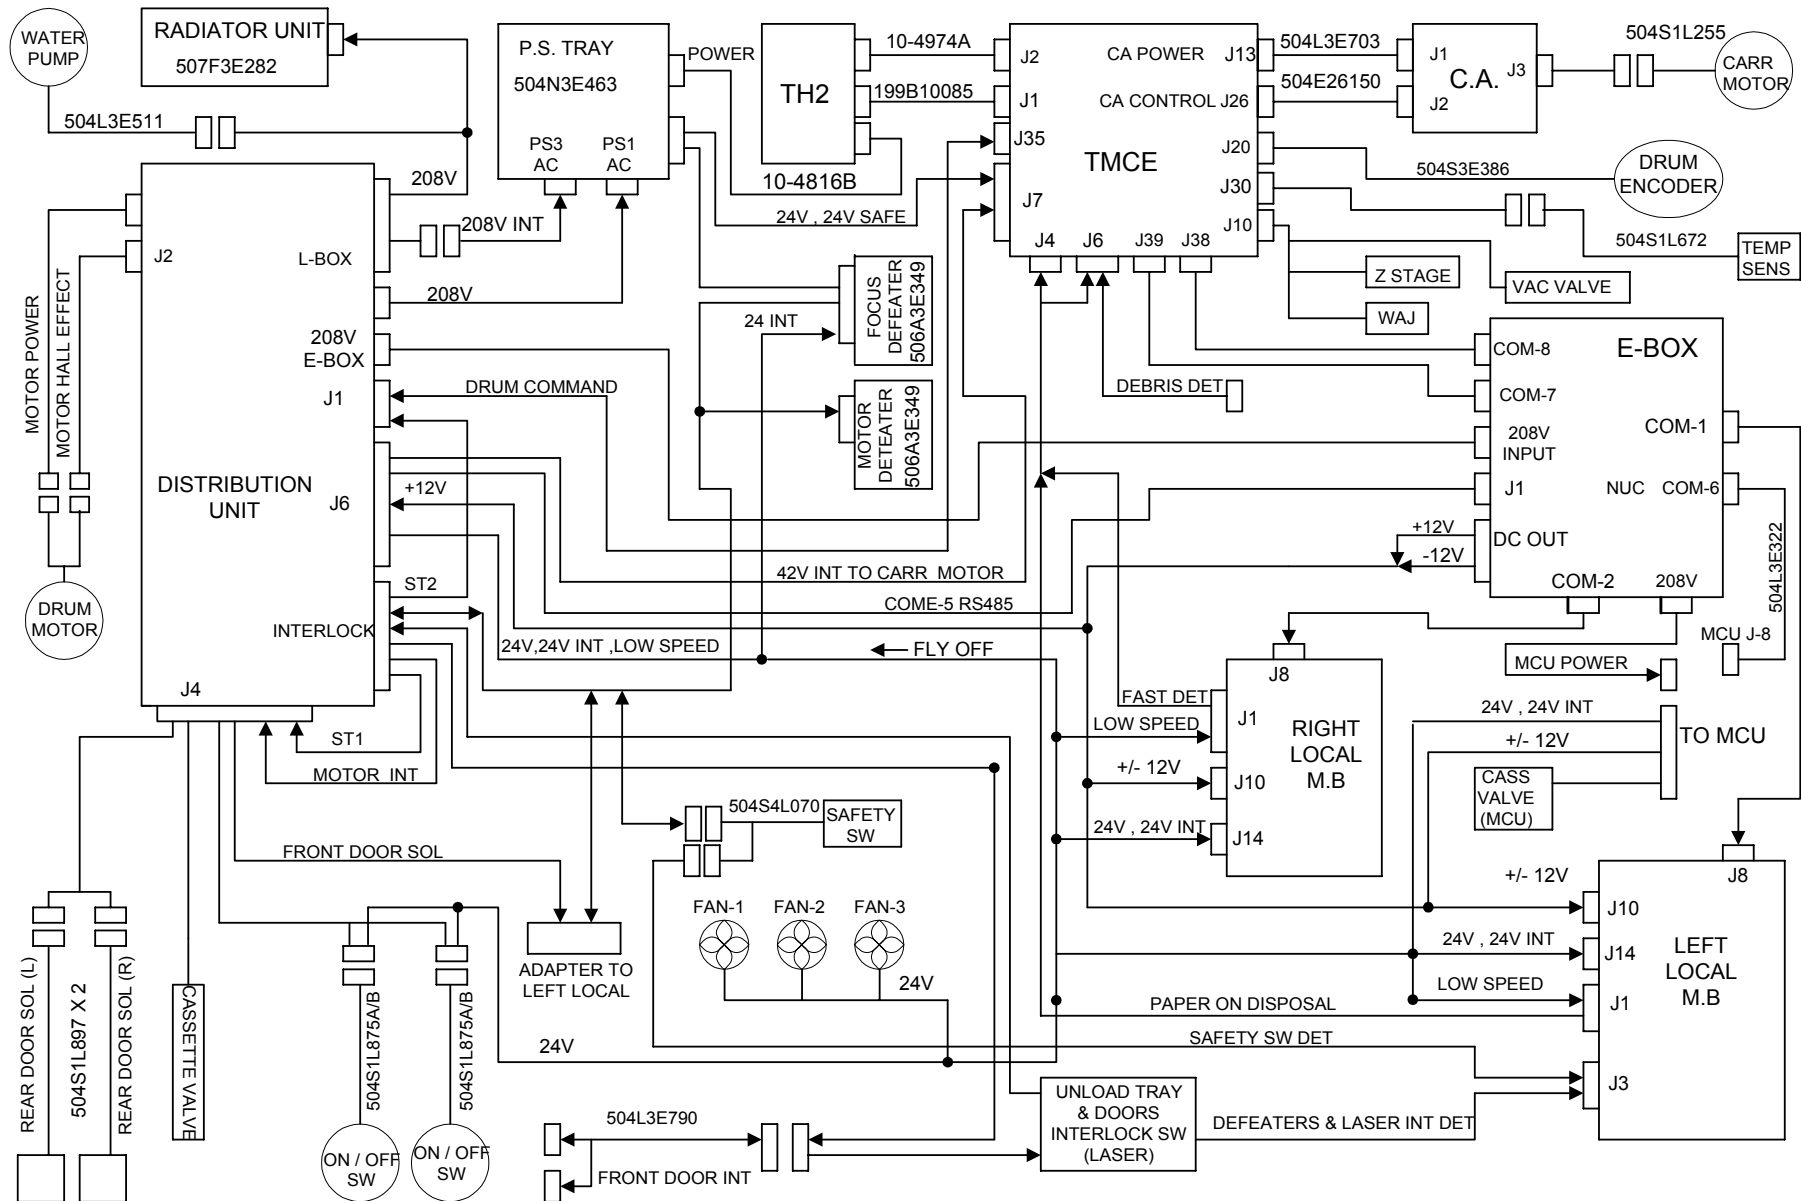 WATER
PUMP
RADIATOR UNIT
507F3E282
504L3E511
P.S. TRAY
504N3E463
PS3
AC
PS1
AC
POWER
TH2
10-4974A
199B10085
10-4816B
24V , 24V SAFE
J2
J1
J35
J7
CA POWER
J13
CA CONTROL J26
TMCE
J20
J30
J10
J4
J6
J39
J38
504L3E703
504E26150
J1
J2
C.A.
J3
504S1L255
CARR
MOTOR
504S3E386
DRUM
ENCODER
504S1L672
TEMP
SENS
Z STAGE
VAC VALVE
WAJ
208V
208V INT
L-BOX
J2
208V
208V
E-BOX
J1
DISTRIBUTION
UNIT
J6
INTERLOCK
J4
MOTOR POWER
MOTOR HALL EFFECT
DRUM
MOTOR
24 INT
FOCUS
DEFEATER
506A3E349
MOTOR
DETEATER
506A3E349
DRUM COMMAND
+12V
ST2
DEBRIS DET
42V INT TO CARR MOTOR
COME-5 RS485
24V,24V INT ,LOW SPEED
FLY OFF
E-BOX
COM-8
COM-7
208V
INPUT
J1
DC OUT
COM-1
NUC COM-6
COM-2
208V
+12V
-12V
504L3E322
MCU J-8
MCU POWER
J8
FAST DET
J1
LOW SPEED
RIGHT
LOCAL
M.B
+/- 12V
J10
24V , 24V INT
J14
24V , 24V INT
+/- 12V
TO MCU
CASS
VALVE
(MCU)
ST1
MOTOR INT
504S4L070
SAFETY
SW
FRONT DOOR SOL
FAN-1
FAN-2
FAN-3
24V
ADAPTER TO
LEFT LOCAL
REAR DOOR SOL (L)
504S1L897 X 2
REAR DOOR SOL (R)
CASSETTE VALVE
504S1L875A/B
504S1L875A/B
ON / OFF
SW
ON / OFF
SW
24V
504L3E790
FRONT DOOR INT
UNLOAD TRAY
& DOORS
INTERLOCK SW
(LASER)
DEFEATERS & LASER INT DET
SAFETY SW DET
PAPER ON DISPOSAL
LOW SPEED
24V , 24V INT
+/- 12V
J8
J10
J14
J1
J3
LEFT
LOCAL
M.B